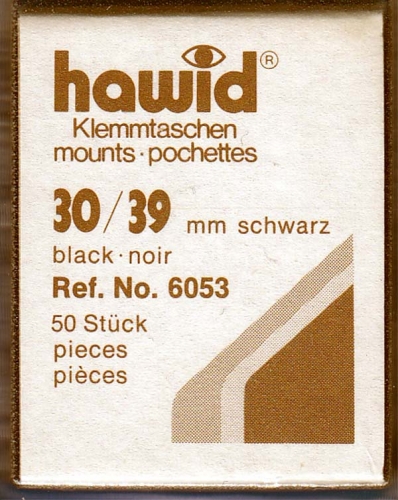 hawid®
Klemmtaschen
mounts · pochettes
30/39 mm schwarz
black · noir
Ref. No. 6053
50 Stück
pieces
pièces